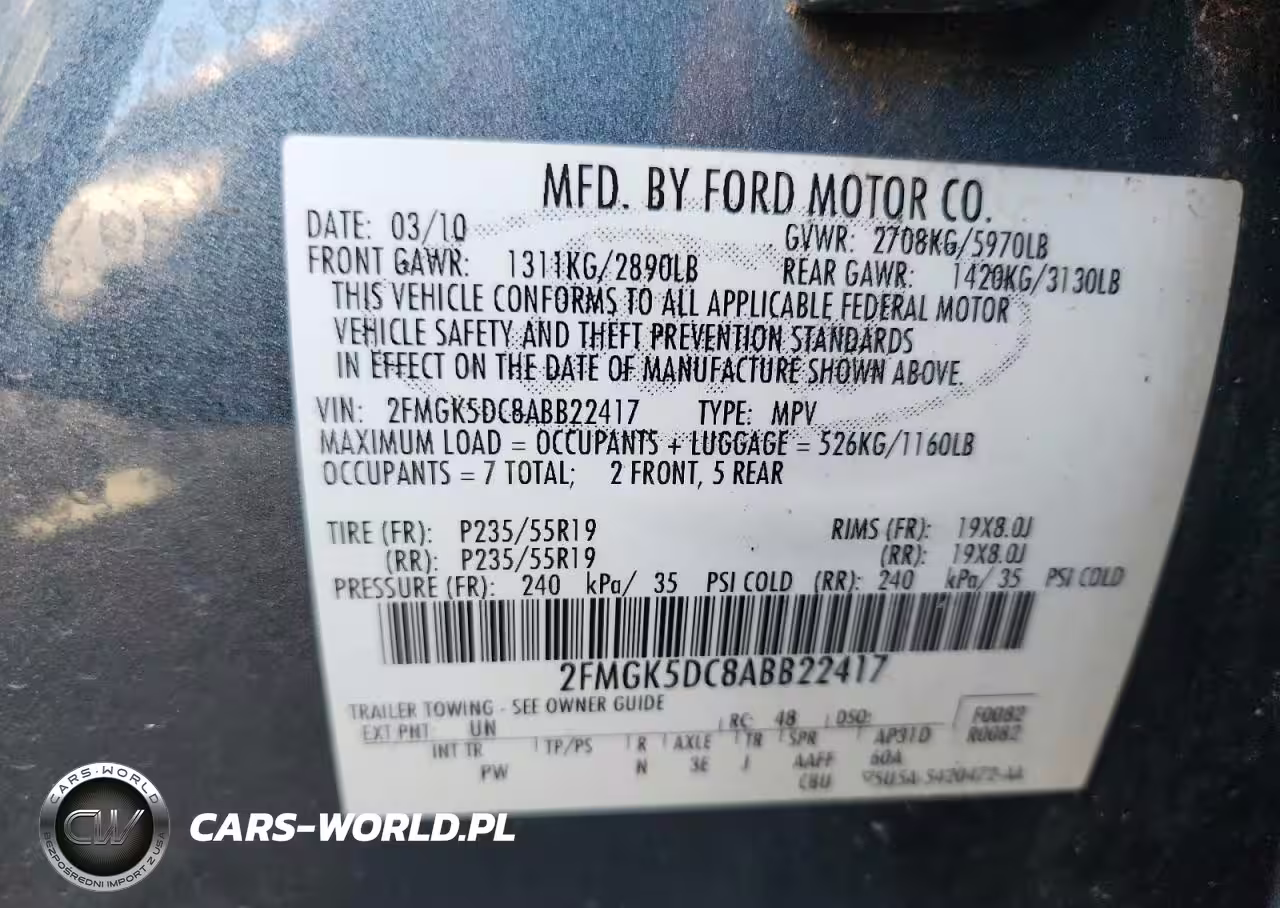 MFD. BY FORD MOTOR CO.
DATE: 03/10
GVWR: 2708KG/5970LB
FRONT GAWR: 1311KG/2890LB
REAR GAWR: 1420KG/3130LB
THIS VEHICLE CONFORMS TO ALL APPLICABLE FEDERAL MOTOR
VEHICLE SAFETY AND THEFT PREVENTION STANDARDS
IN EFFECT ON THE DATE OF MANUFACTURE SHOWN ABOVE.
VIN: 2FMGK5DC8ABB22417 TYPE: MPV
MAXIMUM LOAD = OCCUPANTS + LUGGAGE = 526KG/1160LB
OCCUPANTS = 7 TOTAL; 2 FRONT, 5 REAR
TIRE (FR): P235/55R19 RIMS (FR): 19X8.0J
(RR): P235/55R19 (RR): 19X8.0J
PRESSURE (FR): 240 kPa/ 35 PSI COLD (RR): 240 kPa/ 35 PSI COLD
2FMGK5DC8ABB22417
TRAILER TOWING - SEE OWNER GUIDE
EXT PNT: UN RC: 48 DSO: F0082
R0082
INT TR TP/PS R AXLE TR SPR AP31D
PW N 3E J AAFF 60A
CBU
CARS-WORLD
CW
BEZPOŚREDNI IMPORT Z USA
CARS-WORLD.PL